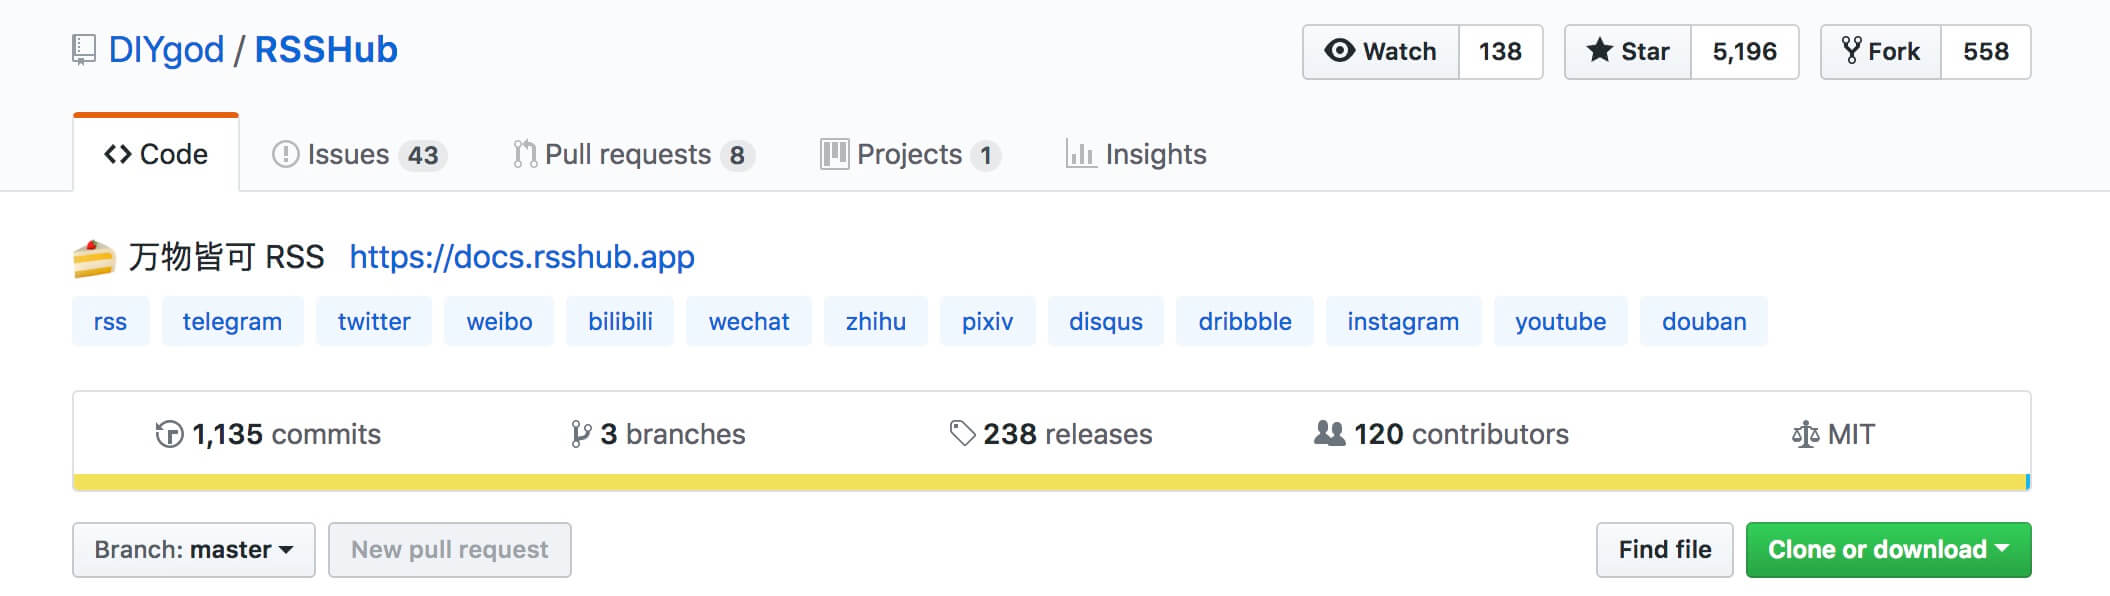 DIYgod / RSSHub Watch 138 Star 5,196 Fork 558
Code Issues 43 Pull requests 8 Projects 1 Insights
万物皆可 RSS https://docs.rsshub.app
rss telegram twitter weibo bilibili wechat zhihu pixiv disqus dribbble instagram youtube douban
1,135 commits 3 branches 238 releases 120 contributors MIT
Branch: master New pull request Find file Clone or download